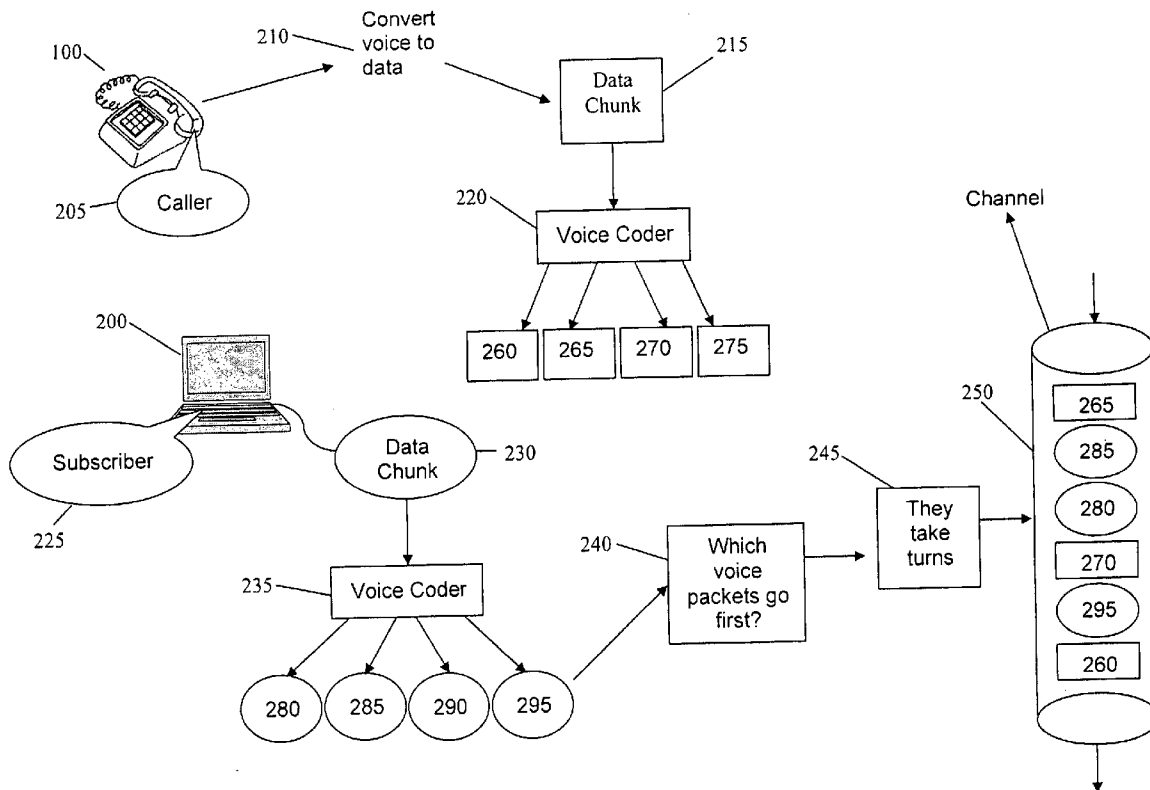 100
210
Convert
voice to
data
215
Data
Chunk
205
Caller
220
Voice Coder
260 265 270 275
Channel
200
Subscriber
225
Data
Chunk
230
235
Voice Coder
280 285 290 295
240
Which
voice
packets go
first?
245
They
take
turns
250
265
285
280
270
295
260